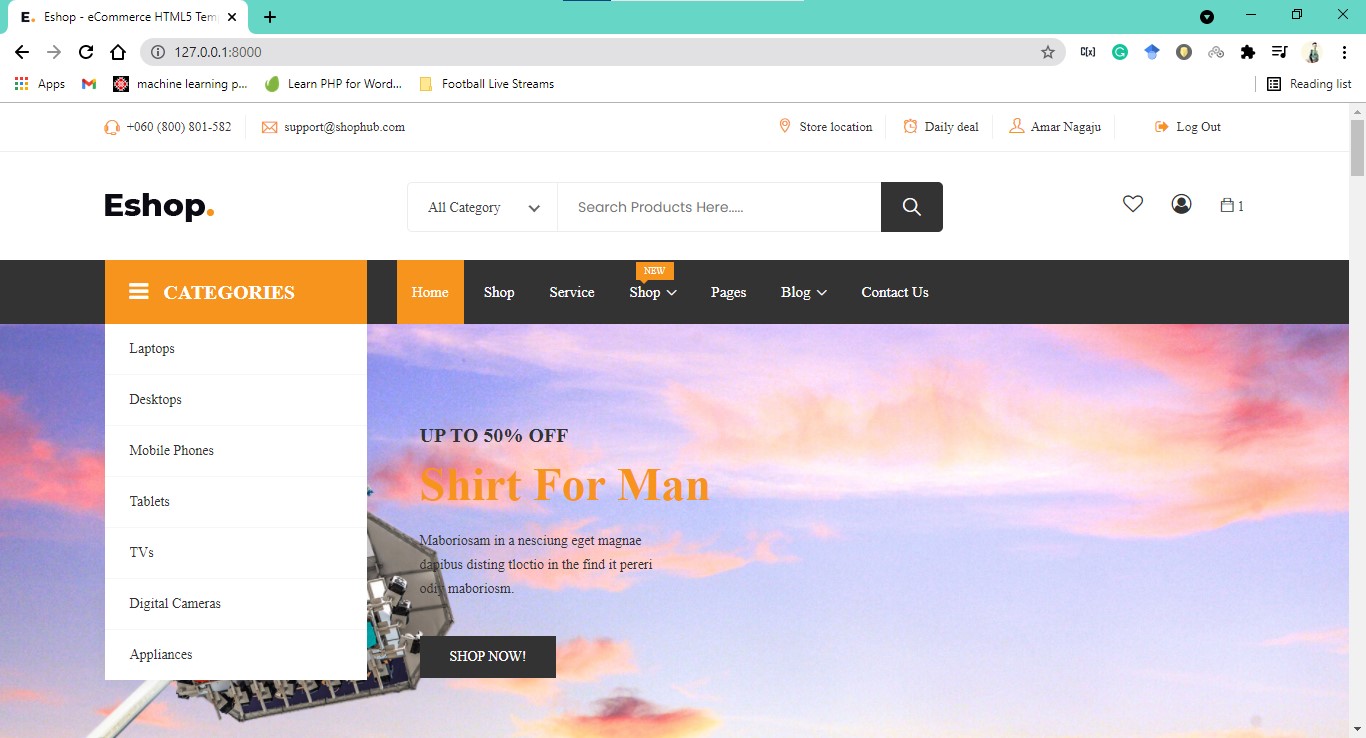 E. Eshop - eCommerce HTML5 Tem
127.0.0.1:8000
C[x]
Apps machine learning p... Learn PHP for Word... Football Live Streams Reading list
+060 (800) 801-582 support@shophub.com Store location Daily deal Amar Nagaju Log Out
Eshop. All Category Search Products Here..... 1
NEW
CATEGORIES Home Shop Service Shop Pages Blog Contact Us
Laptops
Desktops
Mobile Phones
Tablets
TVs
Digital Cameras
Appliances
UP TO 50% OFF
Shirt For Man
Maboriosam in a nesciung eget magnae
dapibus disting tloctio in the find it pereri
odiy maboriosm.
SHOP NOW!